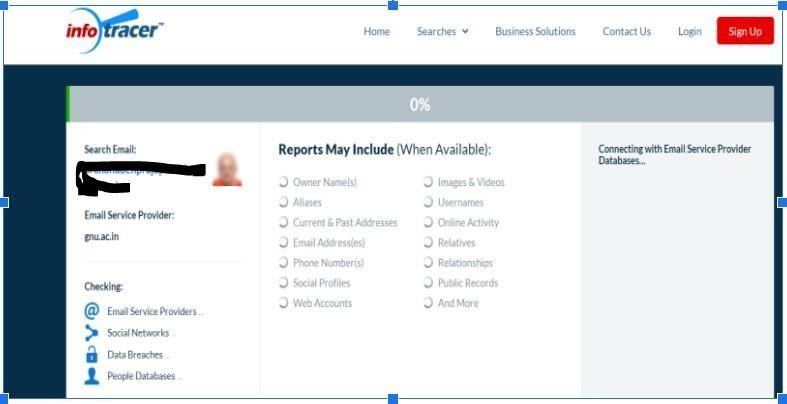 infotracer™
Home
Searches
Business Solutions
Contact Us
Login
Sign Up
0%
Search Email:
Email Service Provider:
gnu.ac.in
Checking:
Email Service Providers ...
Social Networks ...
Data Breaches ...
People Databases ...
Reports May Include (When Available):
Owner Name(s)
Aliases
Current & Past Addresses
Email Address(es)
Phone Number(s)
Social Profiles
Web Accounts
Images & Videos
Usernames
Online Activity
Relatives
Relationships
Public Records
And More
Connecting with Email Service Provider
Databases...